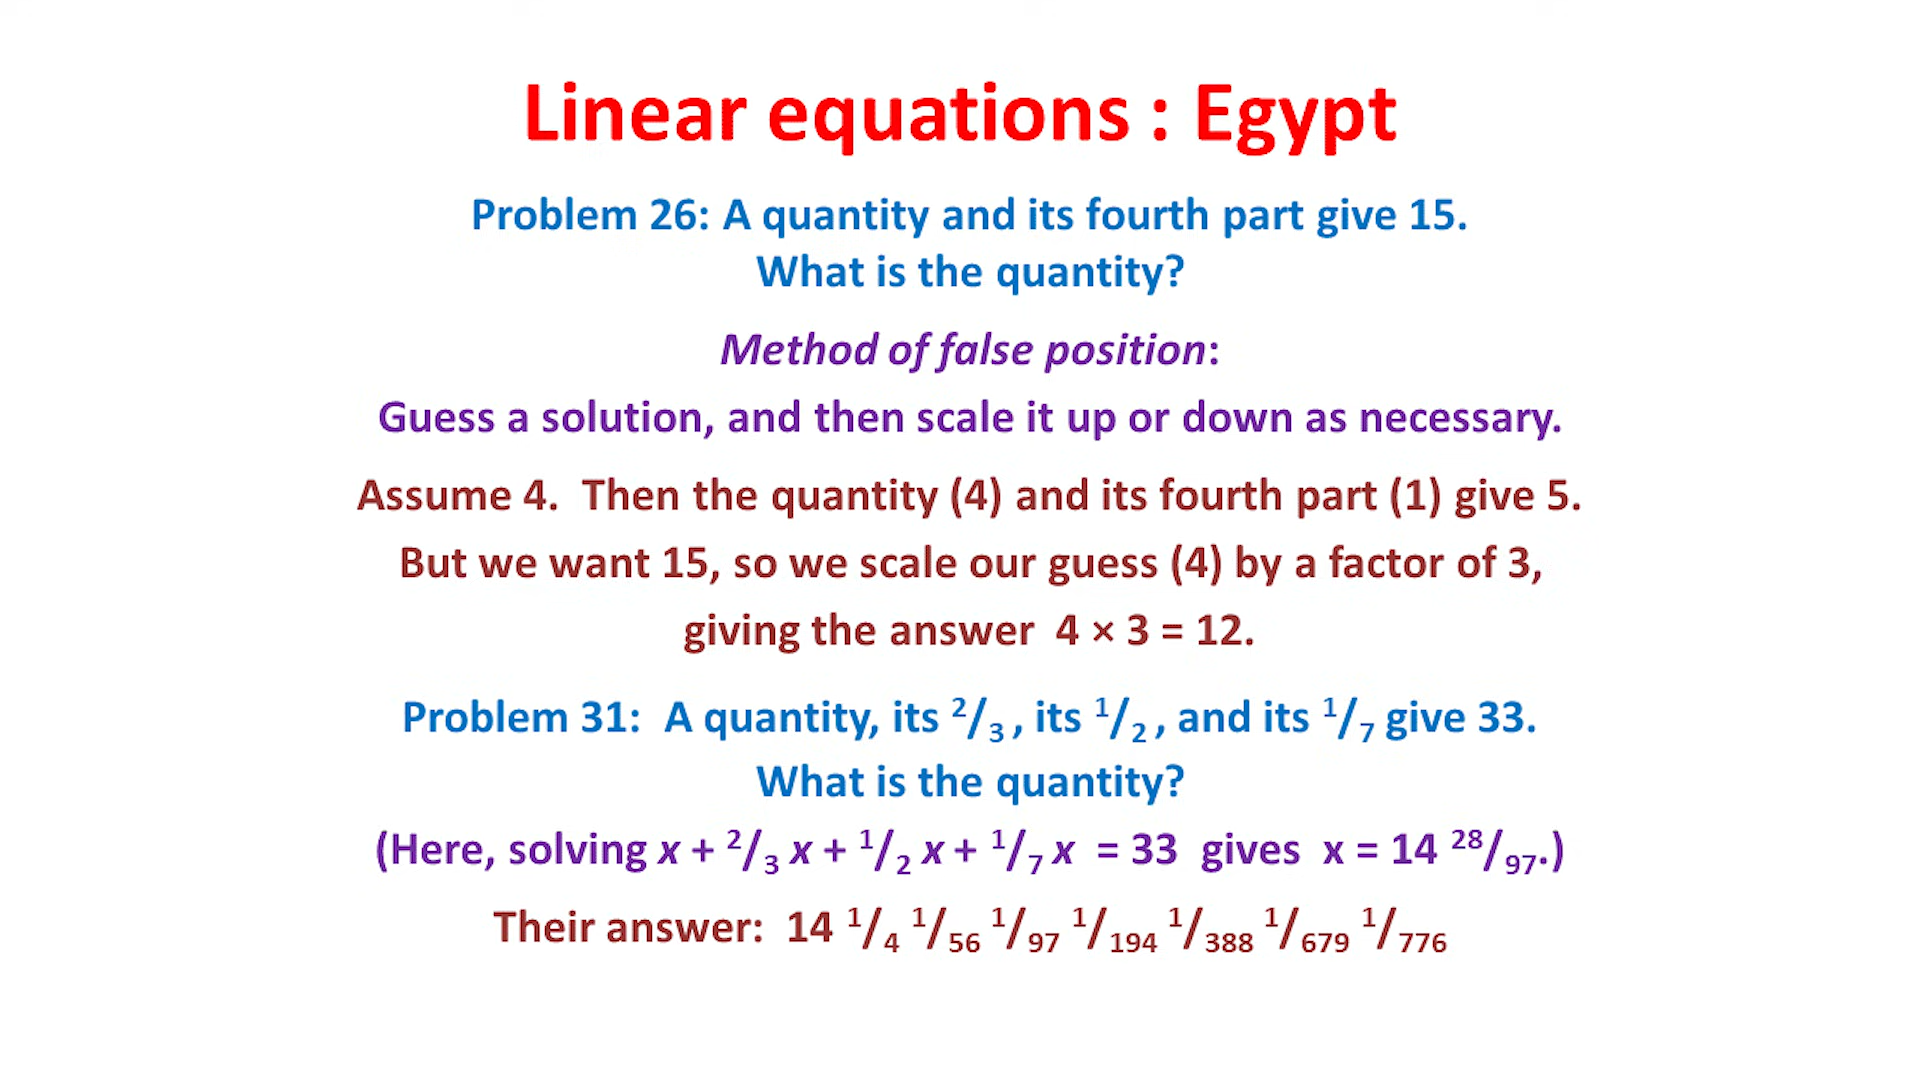 Linear equations : Egypt
Problem 26: A quantity and its fourth part give 15.
What is the quantity?
Method of false position:
Guess a solution, and then scale it up or down as necessary.
Assume 4.  Then the quantity (4) and its fourth part (1) give 5.
But we want 15, so we scale our guess (4) by a factor of 3,
giving the answer  4 × 3 = 12.
Problem 31:  A quantity, its 2/3 , its 1/2 , and its 1/7 give 33.
What is the quantity?
(Here, solving x + 2/3 x + 1/2 x + 1/7 x  = 33  gives  x = 14 28/97.)
Their answer:  14 1/4 1/56 1/97 1/194 1/388 1/679 1/776